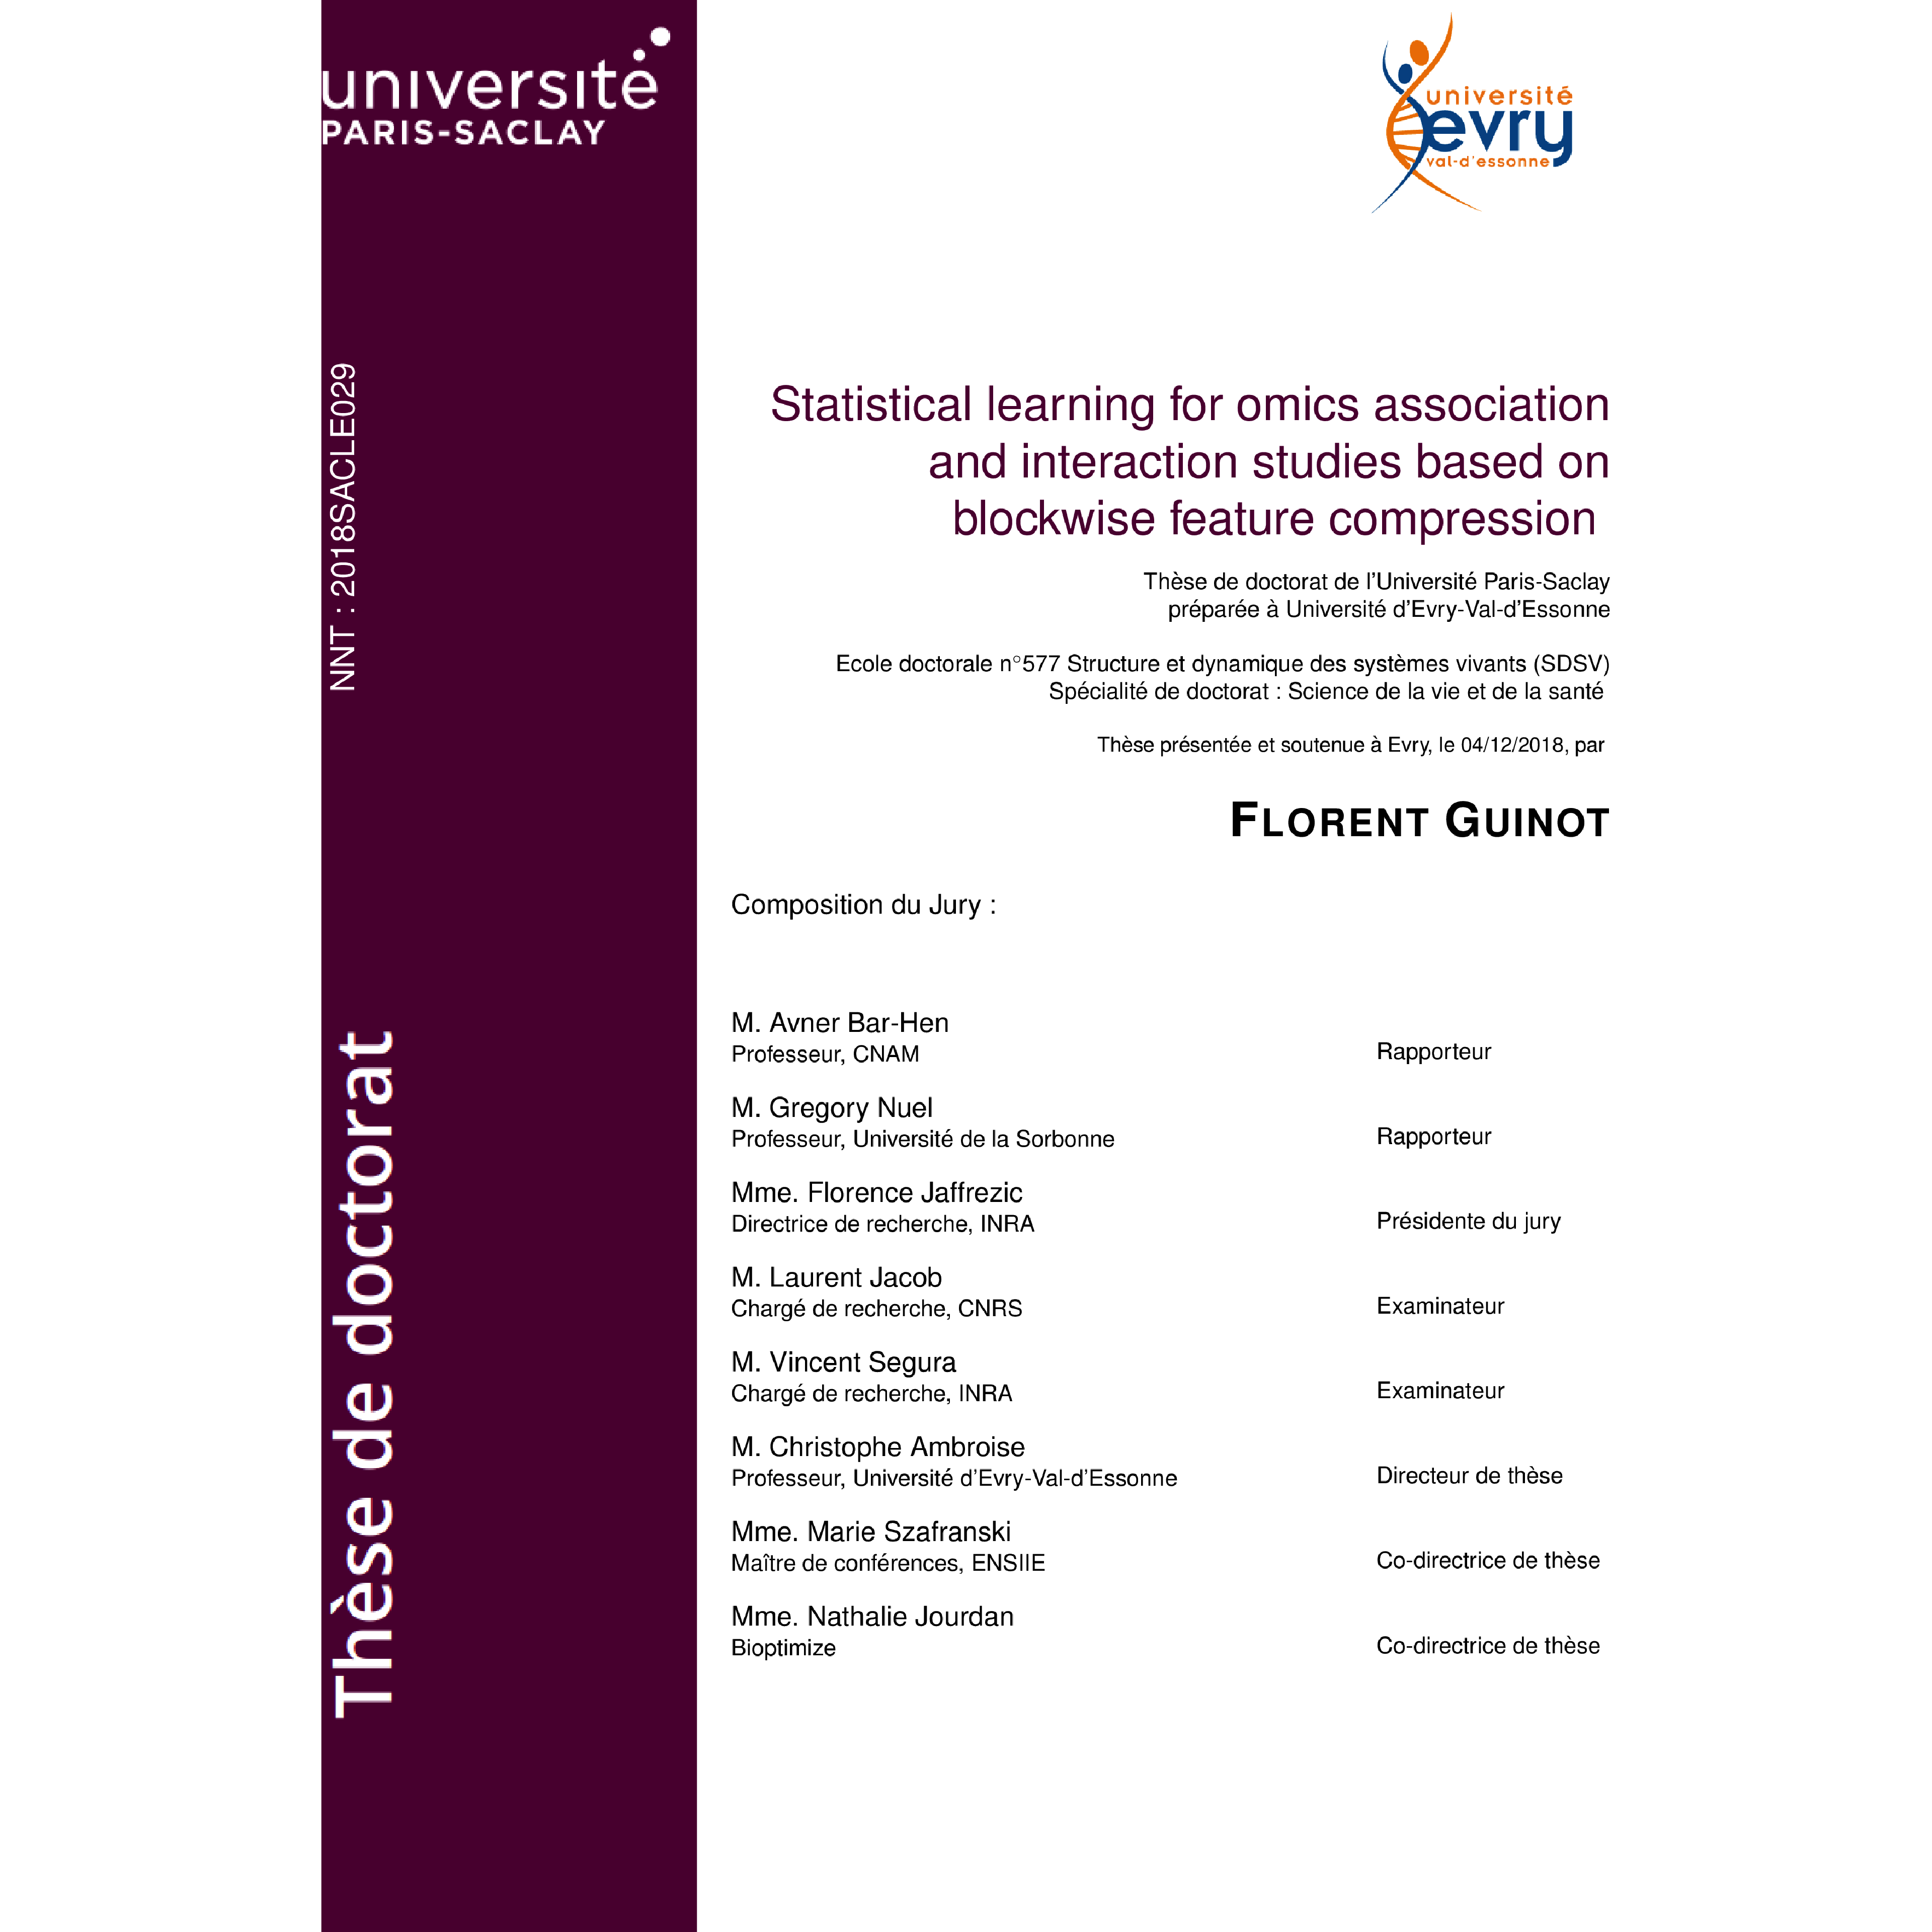 université
PARIS-SACLAY
université
evry
val-d'essonne
NNT : 2018SACLE029
Thèse de doctorat
Statistical learning for omics association
and interaction studies based on
blockwise feature compression
Thèse de doctorat de l'Université Paris-Saclay
préparée à Université d'Evry-Val-d'Essonne
Ecole doctorale n°577 Structure et dynamique des systèmes vivants (SDSV)
Spécialité de doctorat : Science de la vie et de la santé
Thèse présentée et soutenue à Evry, le 04/12/2018, par
FLORENT GUINOT
Composition du Jury :
M. Avner Bar-Hen
Professeur, CNAM Rapporteur
M. Gregory Nuel
Professeur, Université de la Sorbonne Rapporteur
Mme. Florence Jaffrezic
Directrice de recherche, INRA Présidente du jury
M. Laurent Jacob
Chargé de recherche, CNRS Examinateur
M. Vincent Segura
Chargé de recherche, INRA Examinateur
M. Christophe Ambroise
Professeur, Université d'Evry-Val-d'Essonne Directeur de thèse
Mme. Marie Szafranski
Maître de conférences, ENSIIE Co-directrice de thèse
Mme. Nathalie Jourdan
Bioptimize Co-directrice de thèse